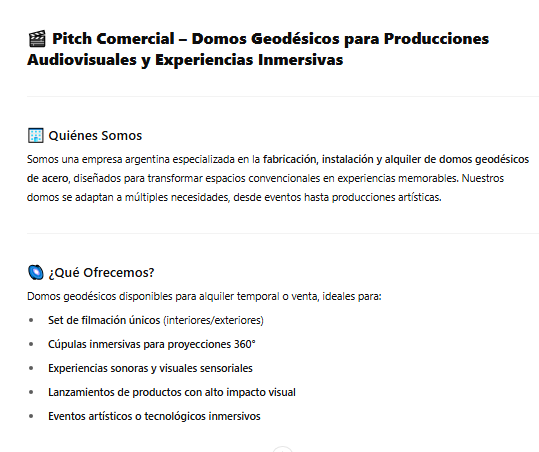 🎬 Pitch Comercial – Domos Geodésicos para Producciones
Audiovisuales y Experiencias Inmersivas
🏢 Quiénes Somos
Somos una empresa argentina especializada en la fabricación, instalación y alquiler de domos geodésicos
de acero, diseñados para transformar espacios convencionales en experiencias memorables. Nuestros
domos se adaptan a múltiples necesidades, desde eventos hasta producciones artísticas.
¿Qué Ofrecemos?
Domos geodésicos disponibles para alquiler temporal o venta, ideales para:
• Set de filmación únicos (interiores/exteriores)
• Cúpulas inmersivas para proyecciones 360°
• Experiencias sonoras y visuales sensoriales
• Lanzamientos de productos con alto impacto visual
• Eventos artísticos o tecnológicos inmersivos